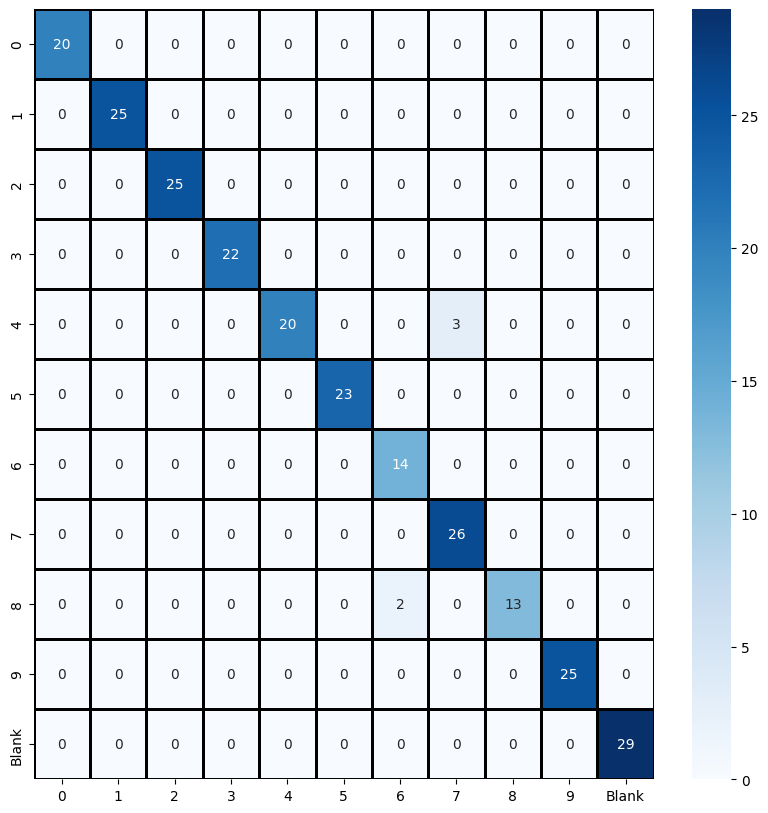 0 20 0 0 0 0 0 0 0 0 0 0
1 0 25 0 0 0 0 0 0 0 0 0
25
2 0 0 25 0 0 0 0 0 0 0 0
3 0 0 0 22 0 0 0 0 0 0 0
20
4 0 0 0 0 20 0 0 3 0 0 0
15
5 0 0 0 0 0 23 0 0 0 0 0
6 0 0 0 0 0 0 14 0 0 0 0
10
7 0 0 0 0 0 0 0 26 0 0 0
8 0 0 0 0 0 0 2 0 13 0 0
5
9 0 0 0 0 0 0 0 0 0 25 0
Blank 0 0 0 0 0 0 0 0 0 0 29
0
0 1 2 3 4 5 6 7 8 9 Blank